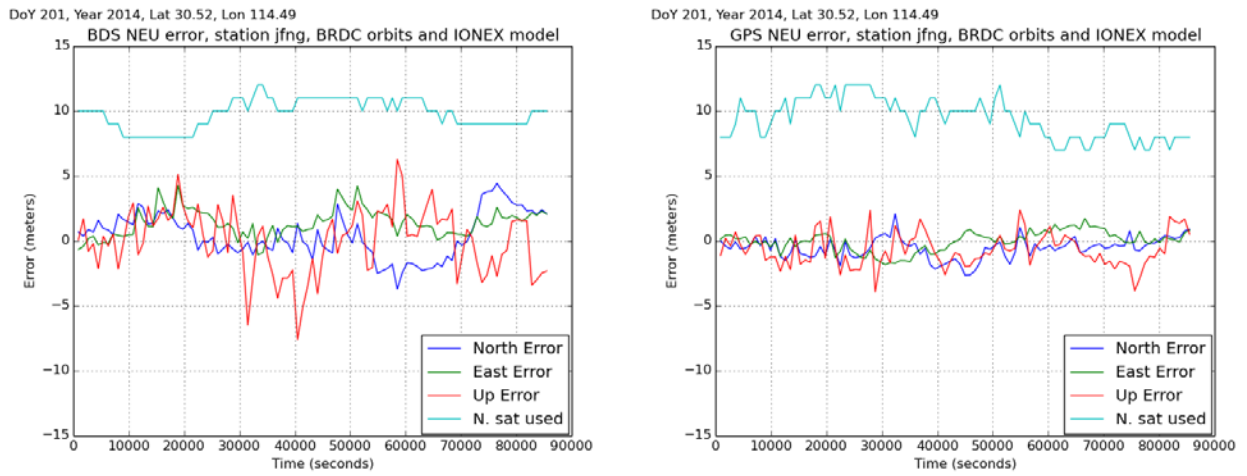 DoY 201, Year 2014, Lat 30.52, Lon 114.49
BDS NEU error, station jfng, BRDC orbits and IONEX model
15
10
5
0
−5
−10
−15
Error (meters)
North Error
East Error
Up Error
N. sat used
0 10000 20000 30000 40000 50000 60000 70000 80000 90000
Time (seconds)
DoY 201, Year 2014, Lat 30.52, Lon 114.49
GPS NEU error, station jfng, BRDC orbits and IONEX model
15
10
5
0
−5
−10
−15
Error (meters)
North Error
East Error
Up Error
N. sat used
0 10000 20000 30000 40000 50000 60000 70000 80000 90000
Time (seconds)